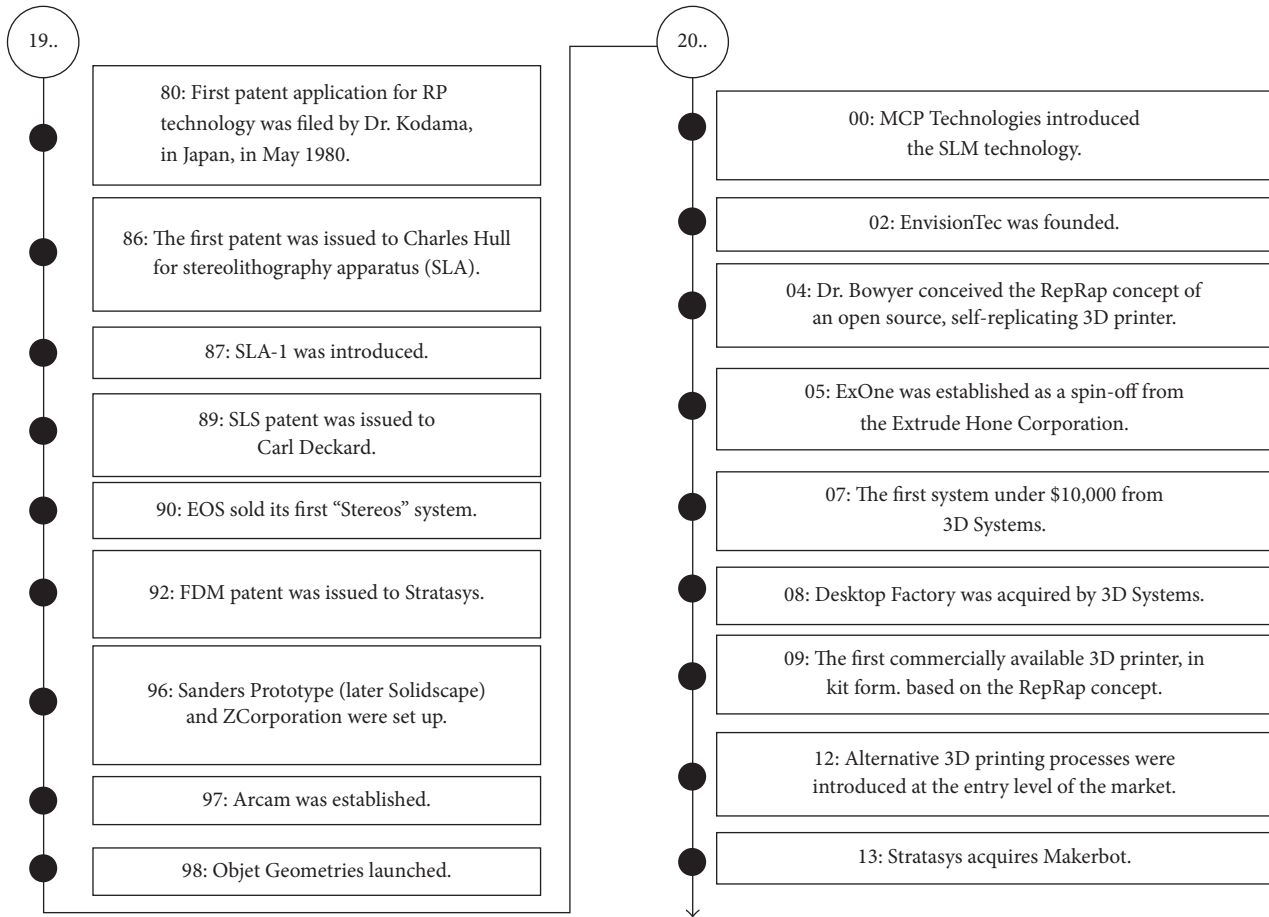 19..
80: First patent application for RP
technology was filed by Dr. Kodama,
in Japan, in May 1980.
86: The first patent was issued to Charles Hull
for stereolithography apparatus (SLA).
87: SLA-1 was introduced.
89: SLS patent was issued to
Carl Deckard.
90: EOS sold its first “Stereos” system.
92: FDM patent was issued to Stratasys.
96: Sanders Prototype (later Solidscape)
and ZCorporation were set up.
97: Arcam was established.
98: Objet Geometries launched.
20..
00: MCP Technologies introduced
the SLM technology.
02: EnvisionTec was founded.
04: Dr. Bowyer conceived the RepRap concept of
an open source, self-replicating 3D printer.
05: ExOne was established as a spin-off from
the Extrude Hone Corporation.
07: The first system under $10,000 from
3D Systems.
08: Desktop Factory was acquired by 3D Systems.
09: The first commercially available 3D printer, in
kit form. based on the RepRap concept.
12: Alternative 3D printing processes were
introduced at the entry level of the market.
13: Stratasys acquires Makerbot.